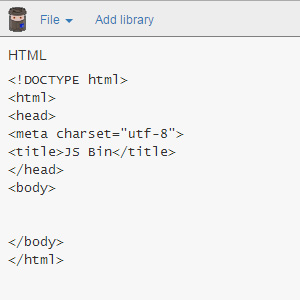 File Add library
HTML
<!DOCTYPE html>
<html>
<head>
<meta charset="utf-8">
<title>JS Bin</title>
</head>
<body>
</body>
</html>